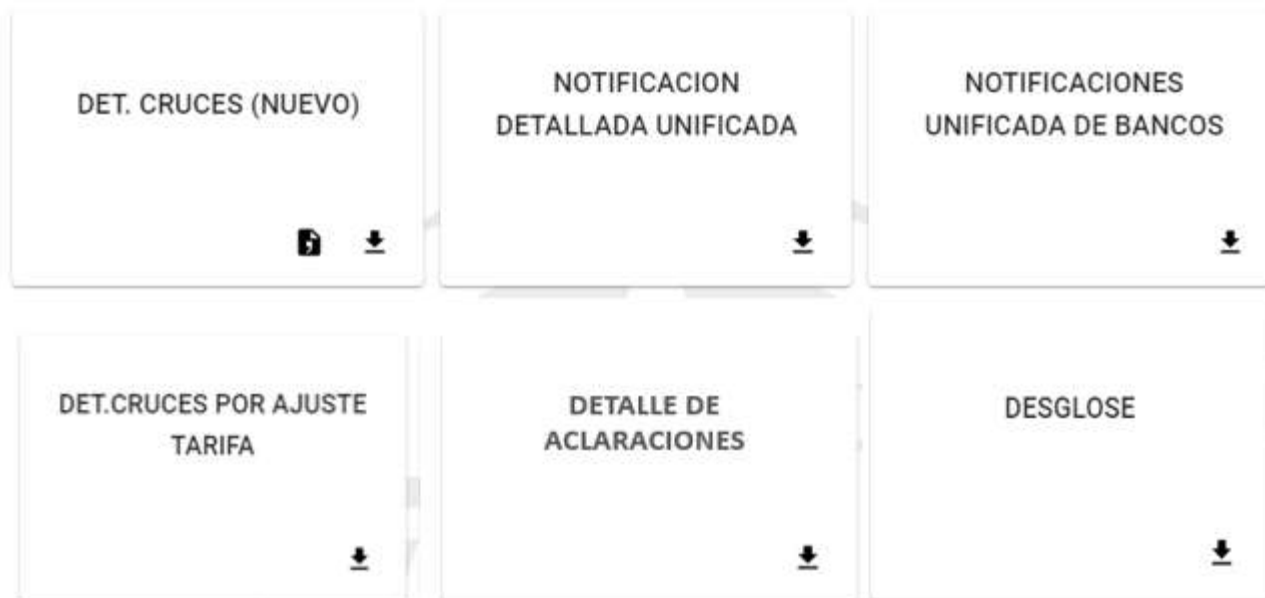 DET. CRUCES (NUEVO)
NOTIFICACION
DETALLADA UNIFICADA
NOTIFICACIONES
UNIFICADA DE BANCOS
DET.CRUCES POR AJUSTE
TARIFA
DETALLE DE
ACLARACIONES
DESGLOSE